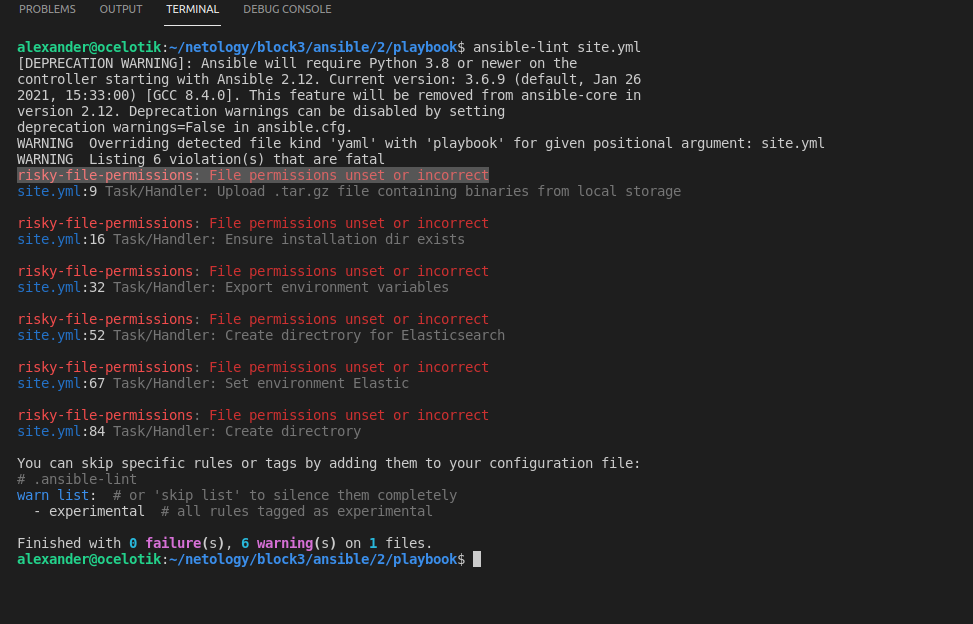 PROBLEMS OUTPUT TERMINAL DEBUG CONSOLE
alexander@ocelotik:~/netology/block3/ansible/2/playbook$ ansible-lint site.yml
[DEPRECATION WARNING]: Ansible will require Python 3.8 or newer on the
controller starting with Ansible 2.12. Current version: 3.6.9 (default, Jan 26
2021, 15:33:00) [GCC 8.4.0]. This feature will be removed from ansible-core in
version 2.12. Deprecation warnings can be disabled by setting
deprecation warnings=False in ansible.cfg.
WARNING  Overriding detected file kind 'yaml' with 'playbook' for given positional argument: site.yml
WARNING  Listing 6 violation(s) that are fatal
risky-file-permissions: File permissions unset or incorrect
site.yml:9 Task/Handler: Upload .tar.gz file containing binaries from local storage

risky-file-permissions: File permissions unset or incorrect
site.yml:16 Task/Handler: Ensure installation dir exists

risky-file-permissions: File permissions unset or incorrect
site.yml:32 Task/Handler: Export environment variables

risky-file-permissions: File permissions unset or incorrect
site.yml:52 Task/Handler: Create directrory for Elasticsearch

risky-file-permissions: File permissions unset or incorrect
site.yml:67 Task/Handler: Set environment Elastic

risky-file-permissions: File permissions unset or incorrect
site.yml:84 Task/Handler: Create directrory

You can skip specific rules or tags by adding them to your configuration file:
# .ansible-lint
warn list:  # or 'skip list' to silence them completely
  - experimental  # all rules tagged as experimental

Finished with 0 failure(s), 6 warning(s) on 1 files.
alexander@ocelotik:~/netology/block3/ansible/2/playbook$